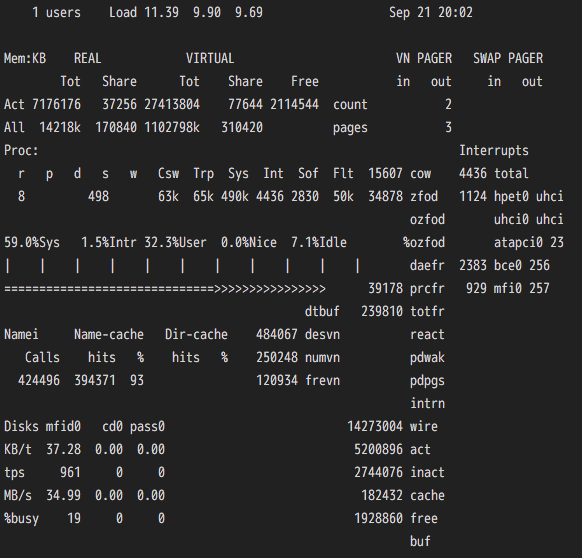 1 users    Load 11.39  9.90  9.69                  Sep 21 20:02
Mem:KB    REAL            VIRTUAL                       VN PAGER   SWAP PAGER
        Tot   Share      Tot    Share    Free           in   out     in   out
Act 7176176   37256 27413804    77644 2114544  count           2
All  14218k  170840 1102798k   310420          pages           3
Proc:                                                            Interrupts
  r   p   d   s   w   Csw  Trp  Sys  Int  Sof  Flt  15607 cow    4436 total
  8         498       63k  65k 490k 4436 2830  50k  34878 zfod   1124 hpet0 uhci
                                                          ozfod       uhci0 uhci
59.0%Sys   1.5%Intr 32.3%User  0.0%Nice  7.1%Idle        %ozfod       atapci0 23
|    |    |    |    |    |    |    |    |    |    |       daefr  2383 bce0 256
==============================>>>>>>>>>>>>>>>>      39178 prcfr   929 mfi0 257
                                           dtbuf   239810 totfr
Namei     Name-cache   Dir-cache    484067 desvn          react
   Calls    hits   %    hits   %    250248 numvn          pdwak
  424496  394371  93                120934 frevn          pdpgs
                                                          intrn
Disks mfid0   cd0 pass0                          14273004 wire
KB/t  37.28  0.00  0.00                           5200896 act
tps     961     0     0                           2744076 inact
MB/s  34.99  0.00  0.00                            182432 cache
%busy    19     0     0                           1928860 free
                                                          buf